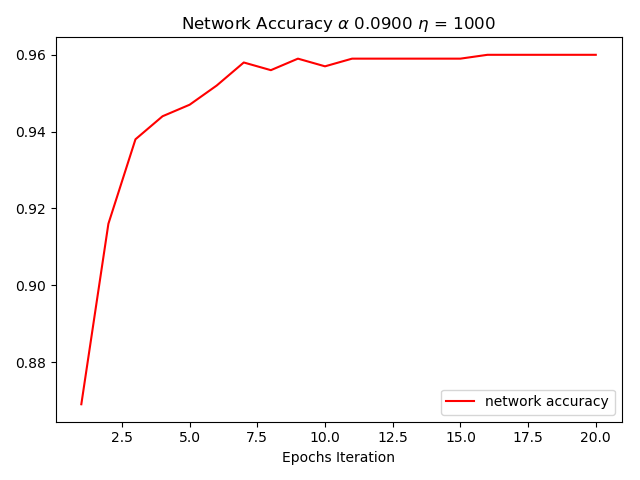 Network Accuracy α 0.0900 η = 1000
0.96
0.94
0.92
0.90
0.88
network accuracy
2.5 5.0 7.5 10.0 12.5 15.0 17.5 20.0
Epochs Iteration